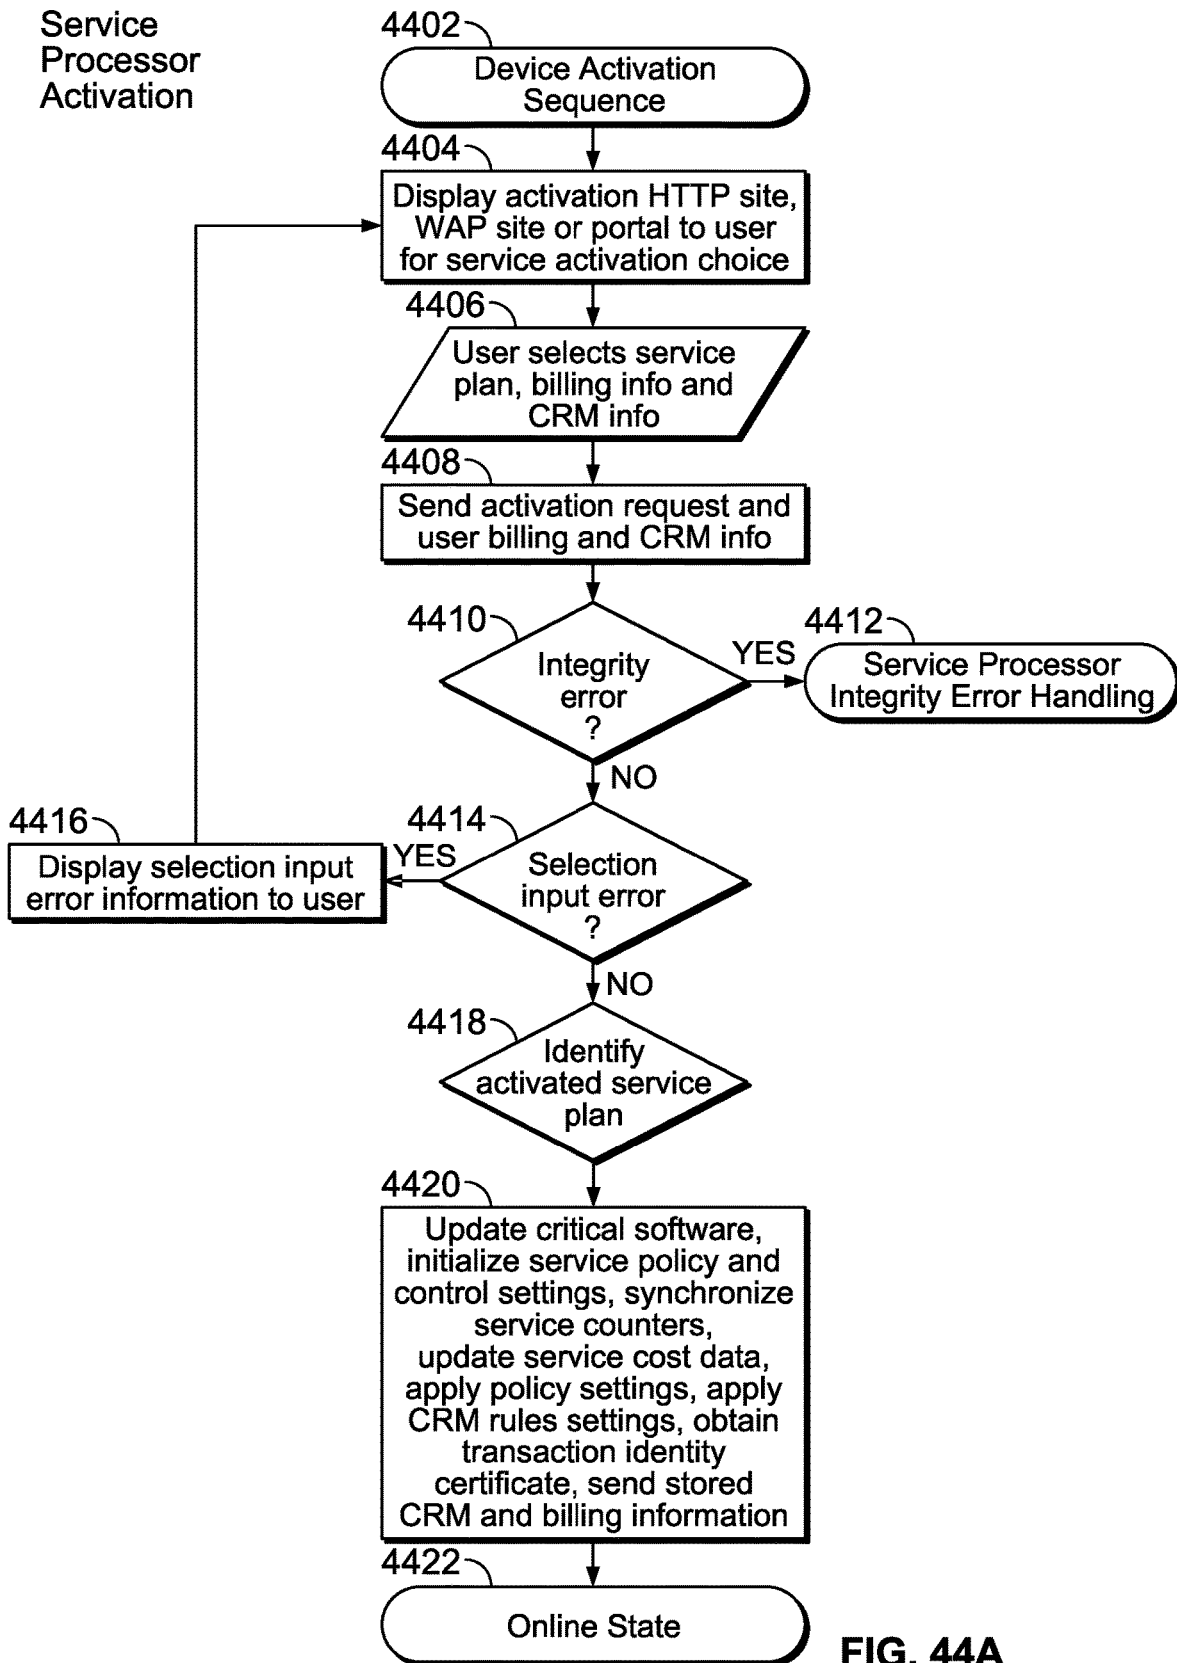 Service
Processor
Activation
4402
Device Activation
Sequence
4404
Display activation HTTP site,
WAP site or portal to user
for service activation choice
4406
User selects service
plan, billing info and
CRM info
4408
Send activation request and
user billing and CRM info
4410
Integrity
error
?
YES
4412
Service Processor
Integrity Error Handling
NO
4414
Selection
input error
?
YES
4416
Display selection input
error information to user
NO
4418
Identify
activated service
plan
4420
Update critical software,
initialize service policy and
control settings, synchronize
service counters,
update service cost data,
apply policy settings, apply
CRM rules settings, obtain
transaction identity
certificate, send stored
CRM and billing information
4422
Online State
FIG. 44A